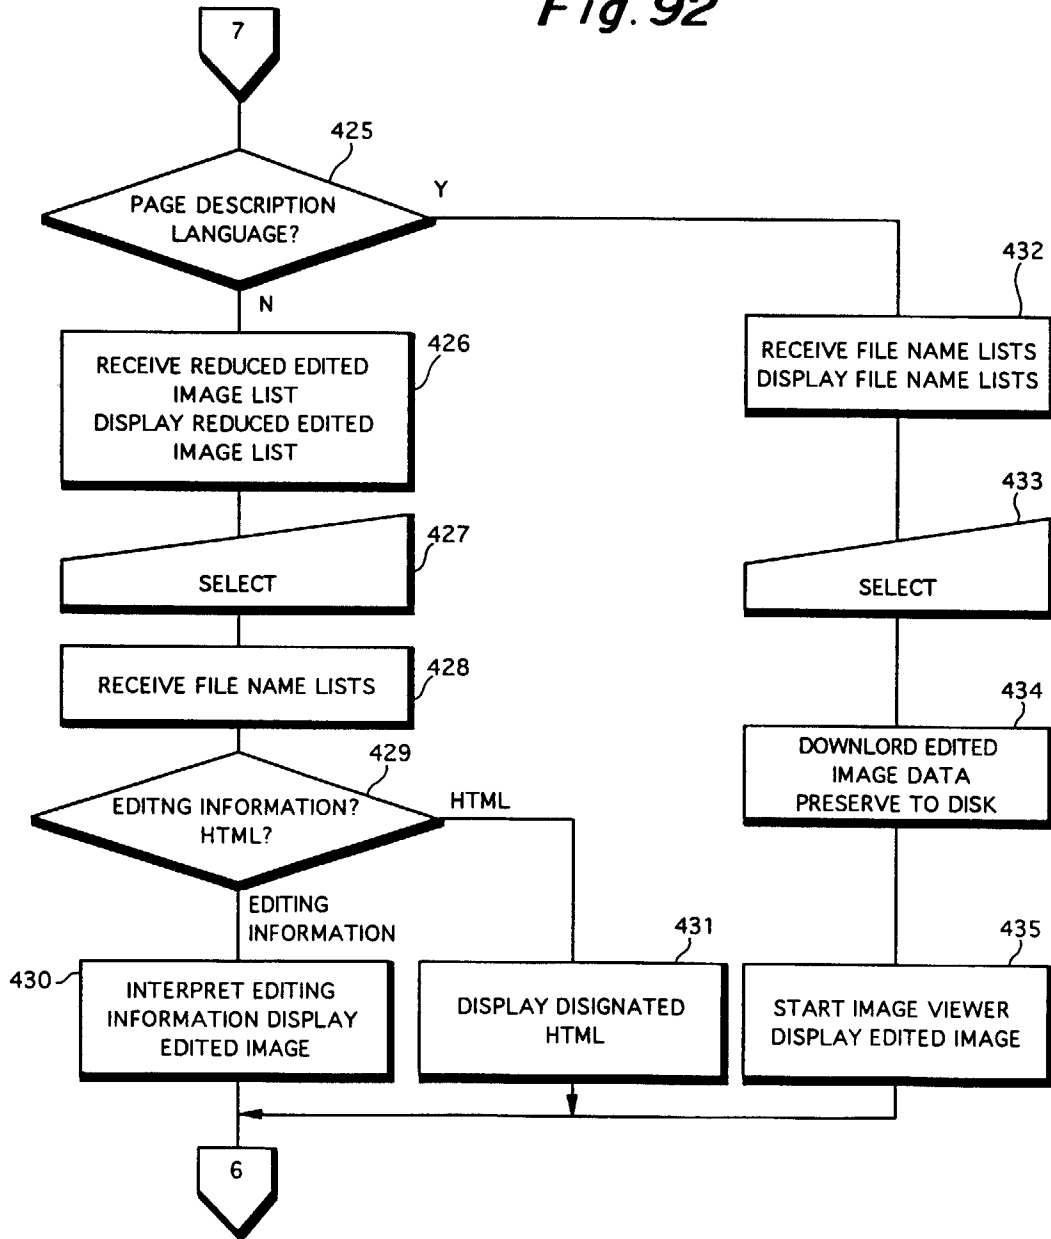 Fig. 92
7
425
PAGE DESCRIPTION
LANGUAGE?
Y
N
426
RECEIVE REDUCED EDITED
IMAGE LIST
DISPLAY REDUCED EDITED
IMAGE LIST
427
SELECT
428
RECEIVE FILE NAME LISTS
429
EDITNG INFORMATION?
HTML?
HTML
EDITING
INFORMATION
430
INTERPRET EDITING
INFORMATION DISPLAY
EDITED IMAGE
431
DISPLAY DISIGNATED
HTML
432
RECEIVE FILE NAME LISTS
DISPLAY FILE NAME LISTS
433
SELECT
434
DOWNLORD EDITED
IMAGE DATA
PRESERVE TO DISK
435
START IMAGE VIEWER
DISPLAY EDITED IMAGE
6